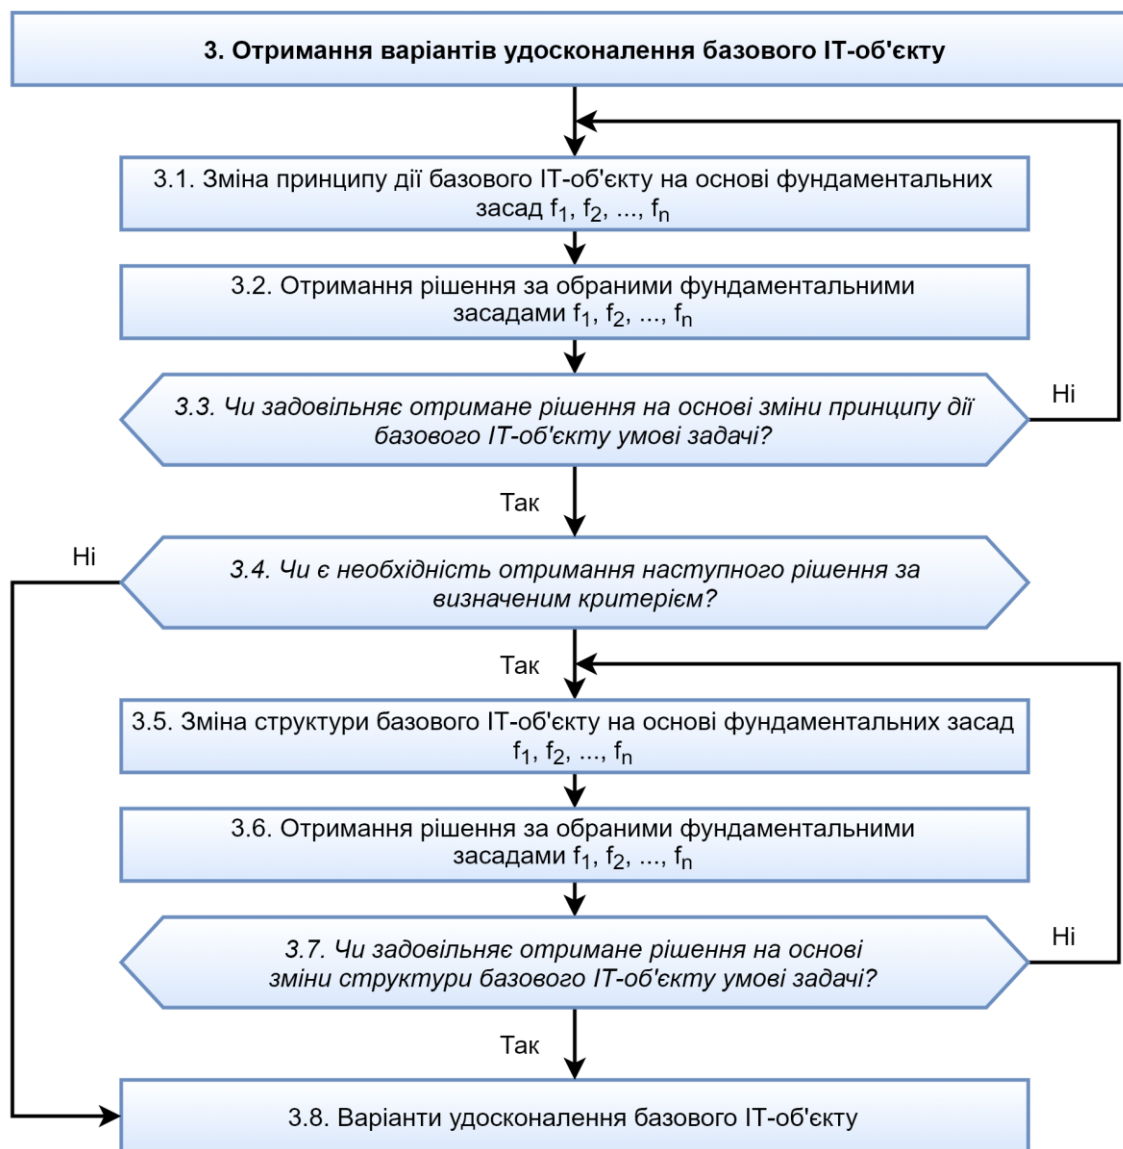 3. Отримання варіантів удосконалення базового ІТ-об'єкту
3.1. Зміна принципу дії базового ІТ-об'єкту на основі фундаментальних
засад f₁, f₂, ..., fₙ
3.2. Отримання рішення за обраними фундаментальними
засадами f₁, f₂, ..., fₙ
3.3. Чи задовільняє отримане рішення на основі зміни принципу дії
базового ІТ-об'єкту умові задачі?
Ні
Так
Ні
3.4. Чи є необхідність отримання наступного рішення за
визначеним критерієм?
Так
3.5. Зміна структури базового ІТ-об'єкту на основі фундаментальних засад
f₁, f₂, ..., fₙ
3.6. Отримання рішення за обраними фундаментальними
засадами f₁, f₂, ..., fₙ
3.7. Чи задовільняє отримане рішення на основі
зміни структури базового ІТ-об'єкту умові задачі?
Ні
Так
3.8. Варіанти удосконалення базового ІТ-об'єкту